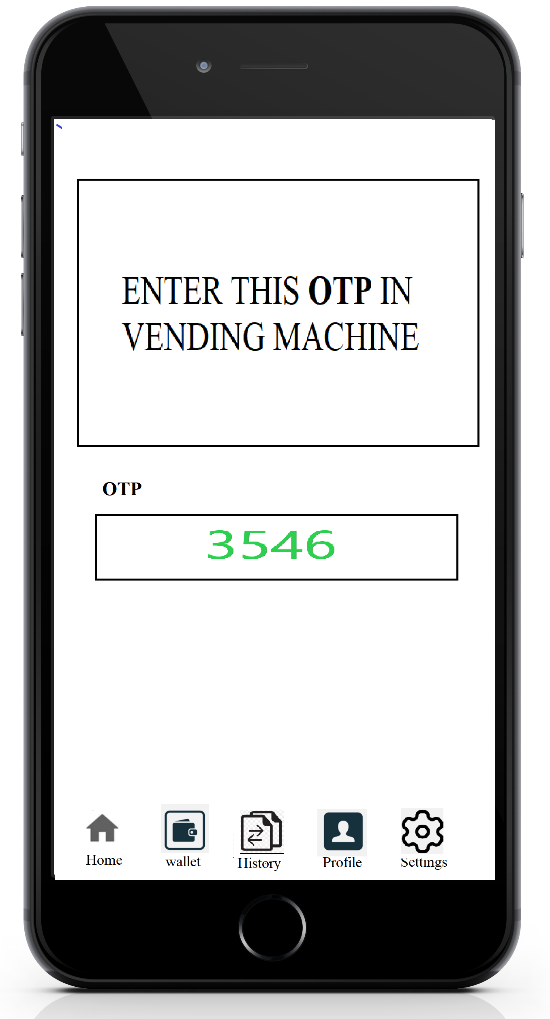 ENTER THIS OTP IN
VENDING MACHINE
OTP
3546
Home
wallet
History
Profile
Settings